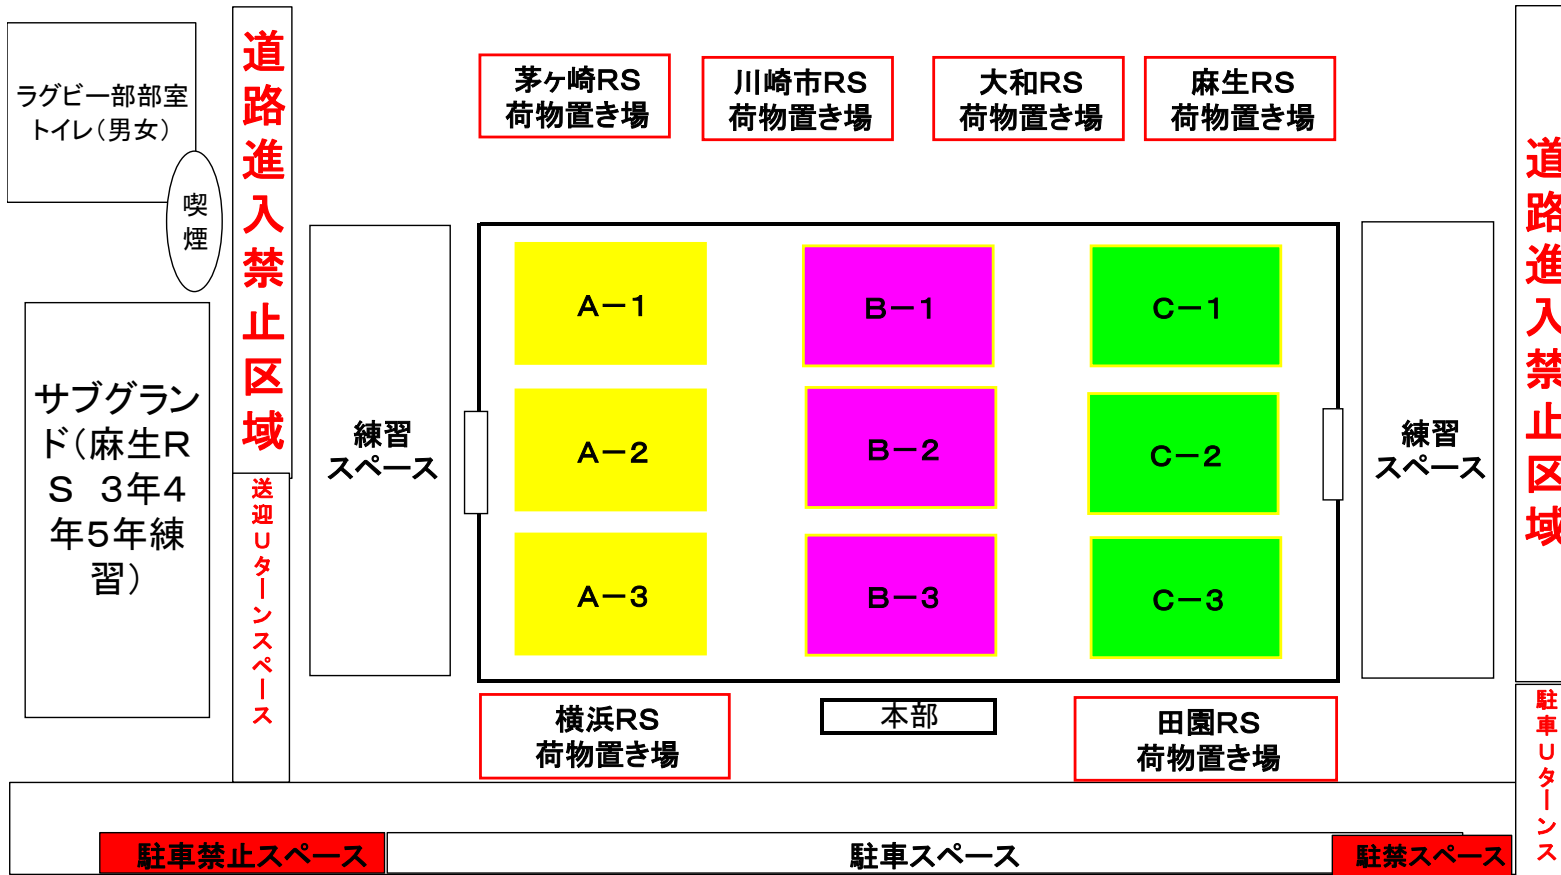 ラグビー部部室
トイレ（男女）
喫
煙
サブグラン
ド（麻生R
S　3年4
年5年練
習）
道路進入禁止区域
送迎Uターンスペース
練習
スペース
茅ヶ崎RS
荷物置き場
川崎市RS
荷物置き場
大和RS
荷物置き場
麻生RS
荷物置き場
A－1
B－1
C－1
A－2
B－2
C－2
A－3
B－3
C－3
練習
スペース
道路進入禁止区域
横浜RS
荷物置き場
本部
田園RS
荷物置き場
駐車Uターンス
駐車禁止スペース
駐車スペース
駐禁スペース